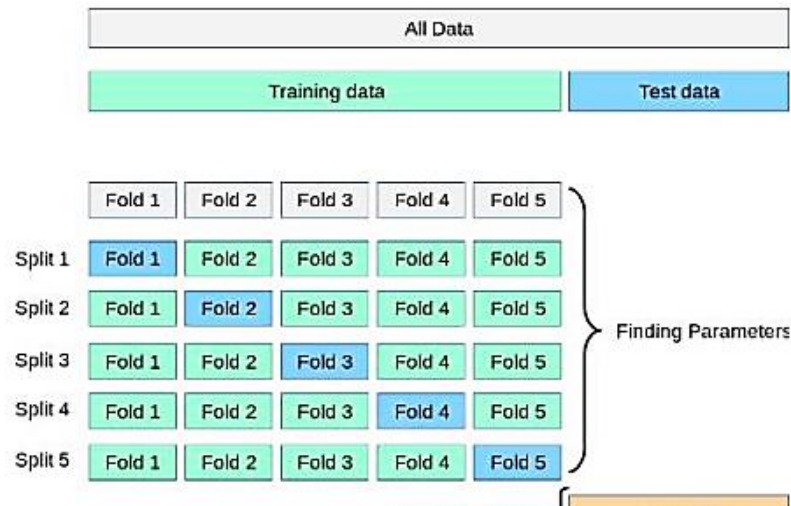 All Data
Training data Test data
Fold 1 Fold 2 Fold 3 Fold 4 Fold 5
Split 1 Fold 1 Fold 2 Fold 3 Fold 4 Fold 5
Split 2 Fold 1 Fold 2 Fold 3 Fold 4 Fold 5
Finding Parameters
Split 3 Fold 1 Fold 2 Fold 3 Fold 4 Fold 5
Split 4 Fold 1 Fold 2 Fold 3 Fold 4 Fold 5
Split 5 Fold 1 Fold 2 Fold 3 Fold 4 Fold 5